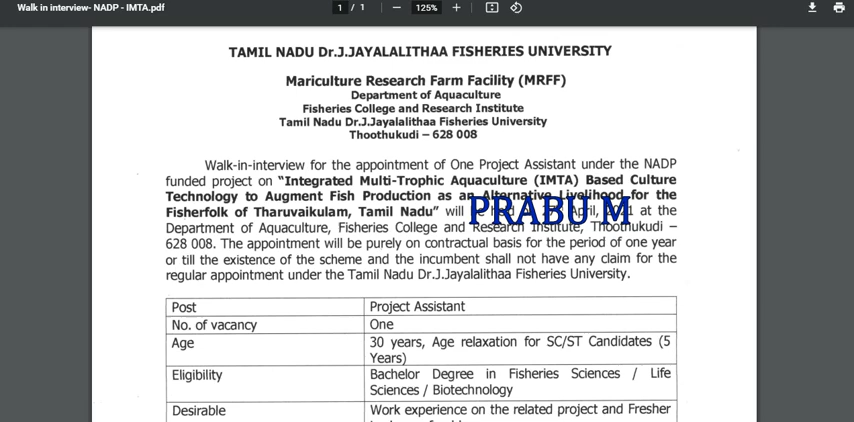 Walk in interview- NADP - IMTA.pdf
1 / 1
125%
TAMIL NADU Dr.J.JAYALALITHAA FISHERIES UNIVERSITY
Mariculture Research Farm Facility (MRFF)
Department of Aquaculture
Fisheries College and Research Institute
Tamil Nadu Dr.J.Jayalalithaa Fisheries University
Thoothukudi – 628 008
Walk-in-interview for the appointment of One Project Assistant under the NADP
funded project on "Integrated Multi-Trophic Aquaculture (IMTA) Based Culture
Technology to Augment Fish Production as an Alternative Livelihood for the
Fisherfolk of Tharuvaikulam, Tamil Nadu" will April, at the
PRABU M
Department of Aquaculture, Fisheries College and Research Institute, Thoothukudi –
628 008. The appointment will be purely on contractual basis for the period of one year
or till the existence of the scheme and the incumbent shall not have any claim for the
regular appointment under the Tamil Nadu Dr.J.Jayalalithaa Fisheries University.
Post Project Assistant
No. of vacancy One
Age 30 years, Age relaxation for SC/ST Candidates (5
Years)
Eligibility Bachelor Degree in Fisheries Sciences / Life
Sciences / Biotechnology
Desirable Work experience on the related project and Fresher